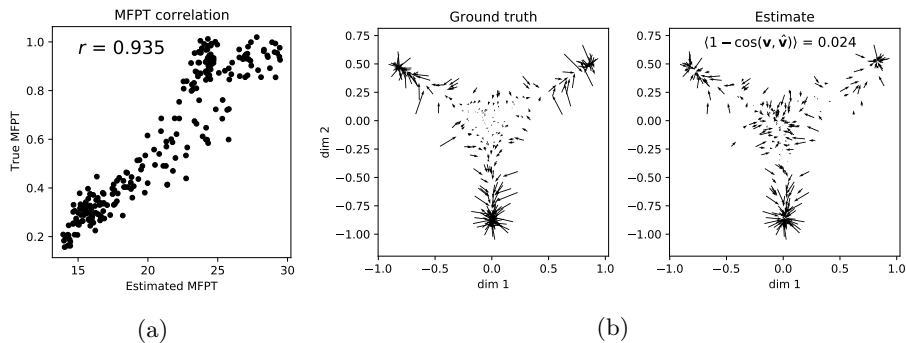 MFPT correlation
r = 0.935
True MFPT
1.0
0.8
0.6
0.4
0.2
15
20
25
30
Estimated MFPT
(a)
Ground truth
dim 2
0.75
0.50
0.25
0.00
−0.25
−0.50
−0.75
−1.00
−1.0
−0.5
0.0
0.5
1.0
dim 1
Estimate
⟨1 − cos(v, v̂)⟩ = 0.024
0.75
0.50
0.25
0.00
−0.25
−0.50
−0.75
−1.00
−1.0
−0.5
0.0
0.5
1.0
dim 1
(b)